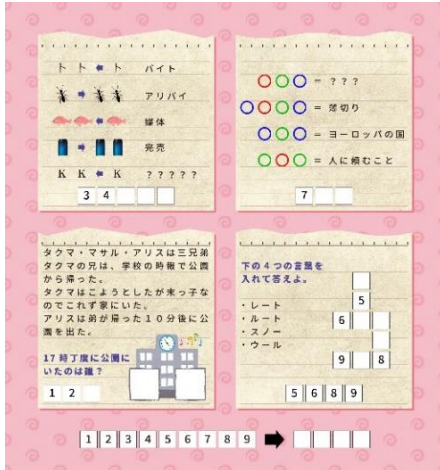 ト ト ト バイト
アリバイ
媒体
完売
K K K ?????
3 4
= ???
= 薄切り
= ヨーロッパの国
= 人に頼むこと
7
タクマ・マサル・アリスは三兄弟
タクマの兄は、学校の時報で公園
から帰った。
タクマはこようとしたが末っ子な
のでこれず家にいた。
アリスは弟が帰った10分後に公
園を出た。
17時丁度に公園に
いたのは誰?
1 2
下の4つの言葉を
入れて答えよ。
・レート
・ルート
・スノー
・ウール
5
6
9 8
5 6 8 9
1 2 3 4 5 6 7 8 9